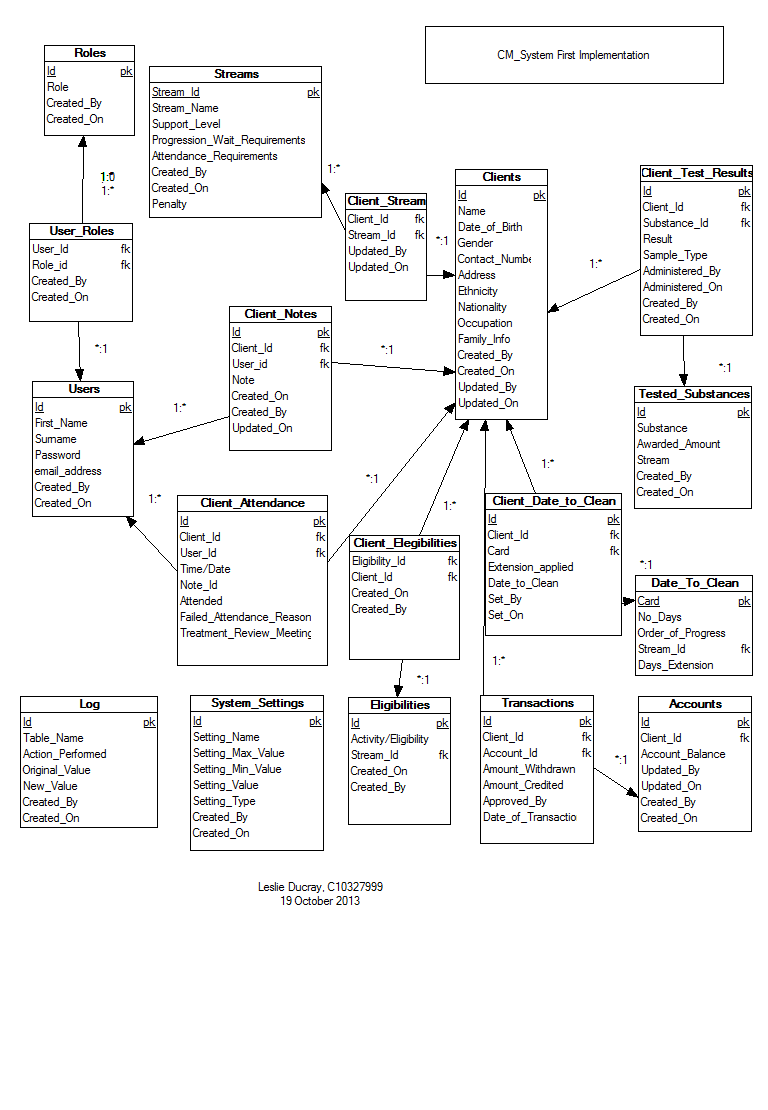 CM_System First Implementation
Roles
Id pk
Role
Created_By
Created_On
Streams
Stream_Id pk
Stream_Name
Support_Level
Progression_Wait_Requirements
Attendance_Requirements
Created_By
Created_On
Penalty
1:*
1:*
User_Roles
User_Id fk
Role_id fk
Created_By
Created_On
*:1
Client_Stream
Client_Id fk
Stream_Id fk
Updated_By
Updated_On
*:1
Clients
Id pk
Name
Date_of_Birth
Gender
Contact_Numbe
Address
Ethnicity
Nationality
Occupation
Family_Info
Created_By
Created_On
Updated_By
Updated_On
1:*
Client_Test_Results
Id pk
Client_Id fk
Substance_Id fk
Result
Sample_Type
Administered_By
Administered_On
Created_By
Created_On
*:1
Client_Notes
Id pk
Client_Id fk
User_id fk
Note
Created_On
Created_By
Updated_On
*:1
1:*
Users
Id pk
First_Name
Surname
Password
email_address
Created_By
Created_On
1:*
Tested_Substances
Id pk
Substance
Awarded_Amount
Stream
Created_By
Created_On
Client_Attendance
Id pk
Client_Id fk
User_Id fk
Time/Date
Note_Id
Attended
Failed_Attendance_Reason
Treatment_Review_Meeting
*:1
1:*
Client_Elegibilities
Eligibility_Id fk
Client_Id fk
Created_On
Created_By
*:1
1:*
Client_Date_to_Clean
Id pk
Client_Id fk
Card fk
Extension_applied
Date_to_Clean
Set_By
Set_On
*:1
Date_To_Clean
Card pk
No_Days
Order_of_Progress
Stream_Id fk
Days_Extension
1:*
Log
Id pk
Table_Name
Action_Performed
Original_Value
New_Value
Created_By
Created_On
System_Settings
Id pk
Setting_Name
Setting_Max_Value
Setting_Min_Value
Setting_Value
Setting_Type
Created_By
Created_On
Eligibilities
Id pk
Activity/Eligibility
Stream_Id fk
Created_On
Created_By
Transactions
Id pk
Client_Id fk
Account_Id fk
Amount_Withdrawn
Amount_Credited
Approved_By
Date_of_Transactio
*:1
Accounts
Id pk
Client_Id fk
Account_Balance
Updated_By
Updated_On
Created_By
Created_On
Leslie Ducray, C10327999
19 October 2013